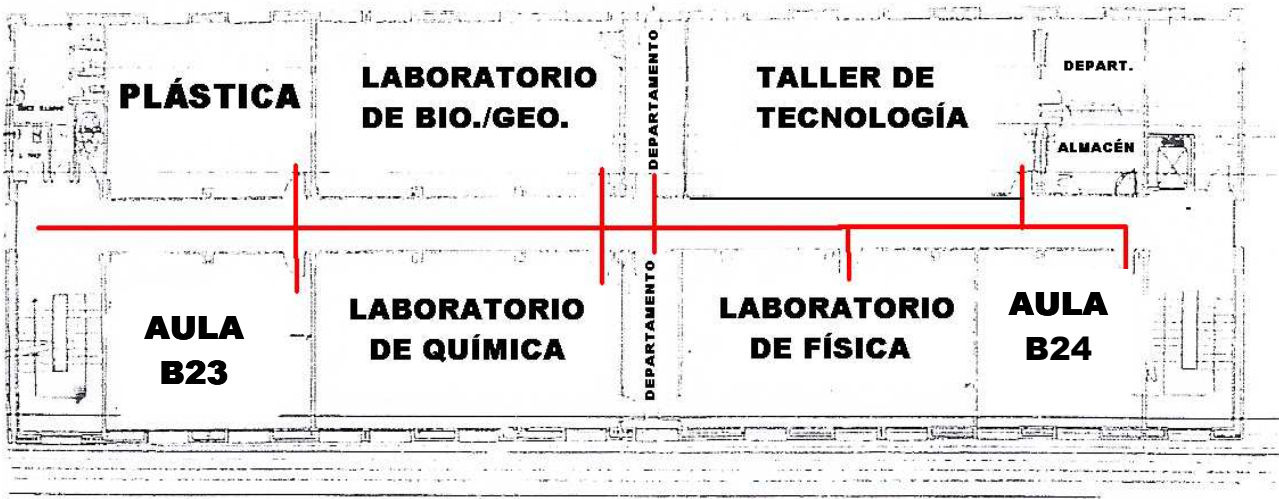 PLÁSTICA
LABORATORIO
DE BIO./GEO.
DEPARTAMENTO
TALLER DE
TECNOLOGÍA
DEPART.
ALMACÉN
AULA
B23
LABORATORIO
DE QUÍMICA
DEPARTAMENTO
LABORATORIO
DE FÍSICA
AULA
B24